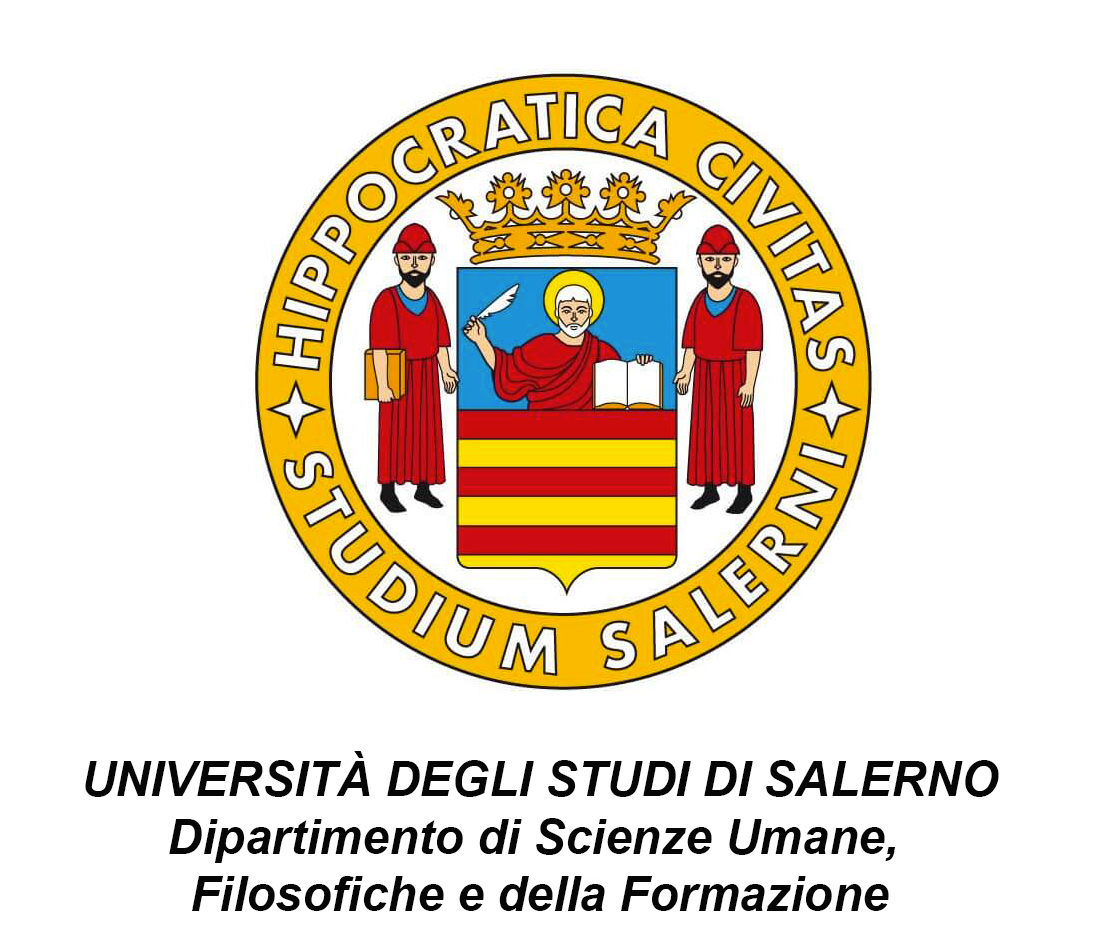 HIPPOCRATICA CIVITAS
STUDIUM SALERNI
UNIVERSITÀ DEGLI STUDI DI SALERNO
Dipartimento di Scienze Umane,
Filosofiche e della Formazione